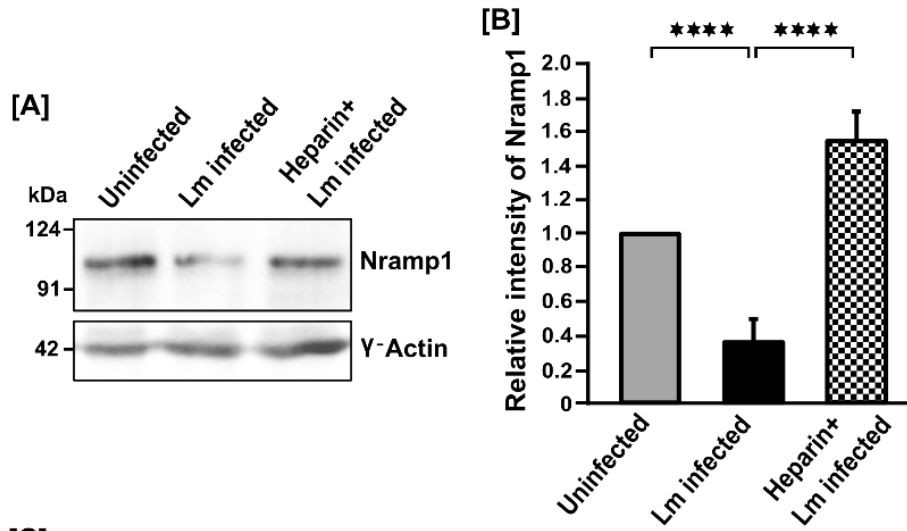 [A]
Uninfected
Lm infected
Heparin+
Lm infected
kDa
124
91
42
Nramp1
γ-Actin
[B]
**** ****
Relative intensity of Nramp1
2.0
1.8
1.6
1.4
1.2
1.0
0.8
0.6
0.4
0.2
0
Uninfected
Lm infected
Heparin+
Lm infected